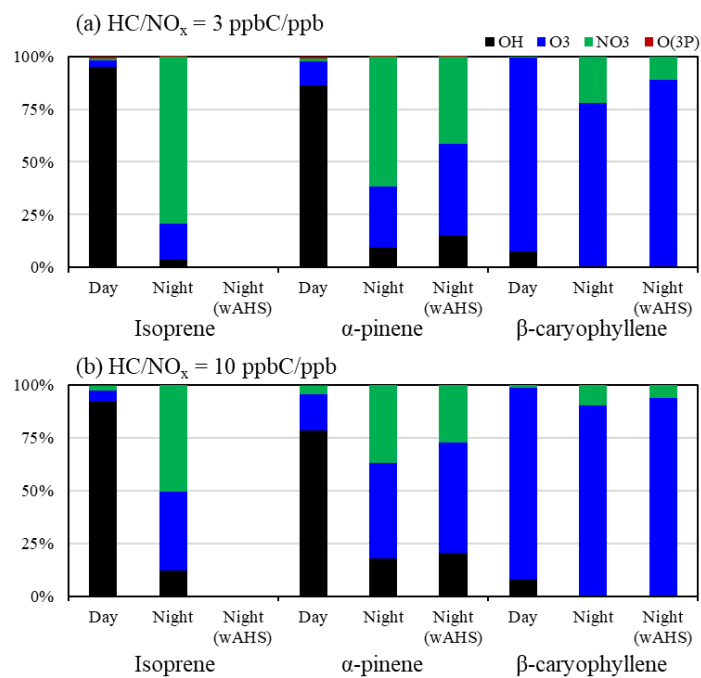 (a) HC/NOx = 3 ppbC/ppb
OH O3 NO3 O(3P)
100%
75%
50%
25%
0%
Day Night Night Day Night Night Day Night Night
(wAHS) (wAHS) (wAHS)
Isoprene α-pinene β-caryophyllene
(b) HC/NOx = 10 ppbC/ppb
100%
75%
50%
25%
0%
Day Night Night Day Night Night Day Night Night
(wAHS) (wAHS) (wAHS)
Isoprene α-pinene β-caryophyllene